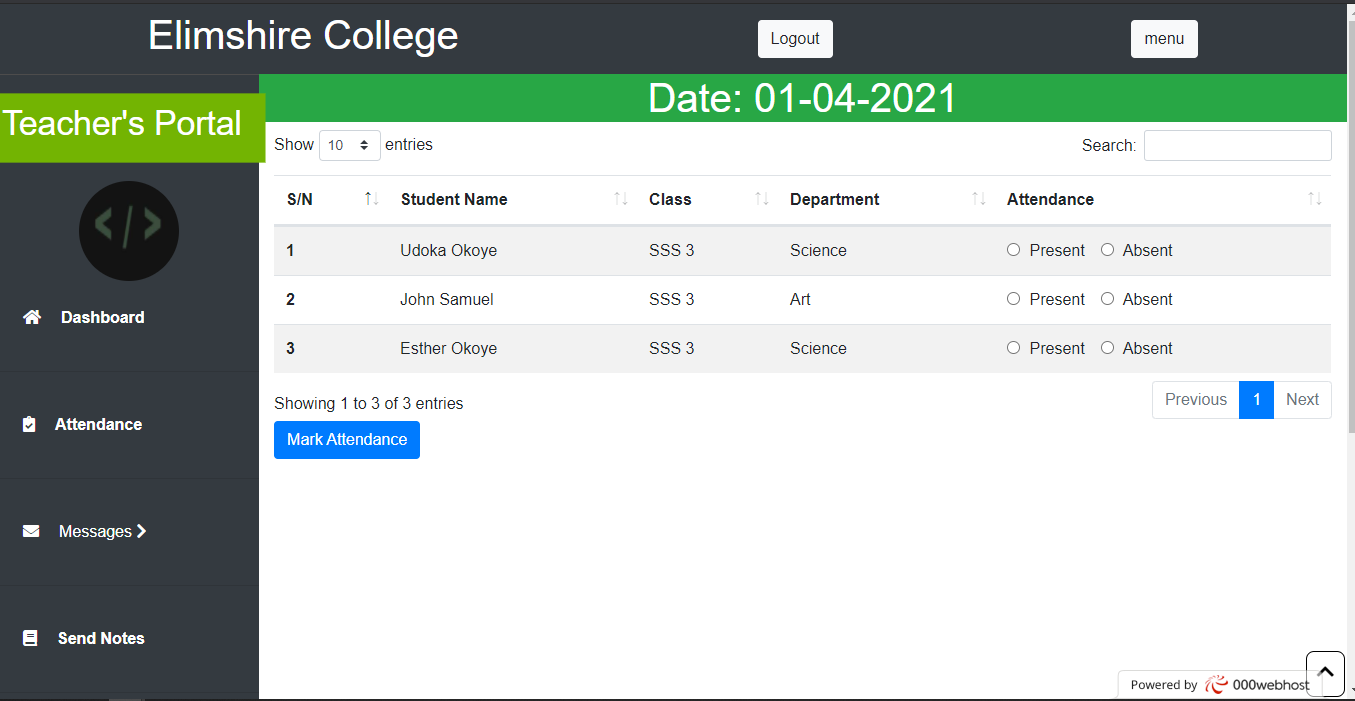 Elimshire College
Logout
menu
Teacher's Portal
Date: 01-04-2021
Show 10 entries
Search:
S/N Student Name Class Department Attendance
1 Udoka Okoye SSS 3 Science Present Absent
2 John Samuel SSS 3 Art Present Absent
3 Esther Okoye SSS 3 Science Present Absent
Showing 1 to 3 of 3 entries
Previous 1 Next
Mark Attendance
Dashboard
Attendance
Messages
Send Notes
Powered by 000webhost